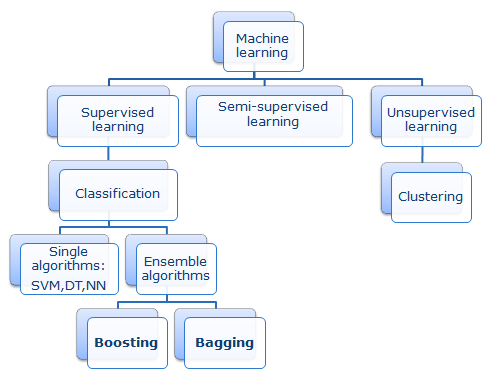 Machine
learning
Supervised
learning
Semi-supervised
learning
Unsupervised
learning
Classification
Clustering
Single
algorithms:
SVM,DT,NN
Ensemble
algorithms
Boosting
Bagging